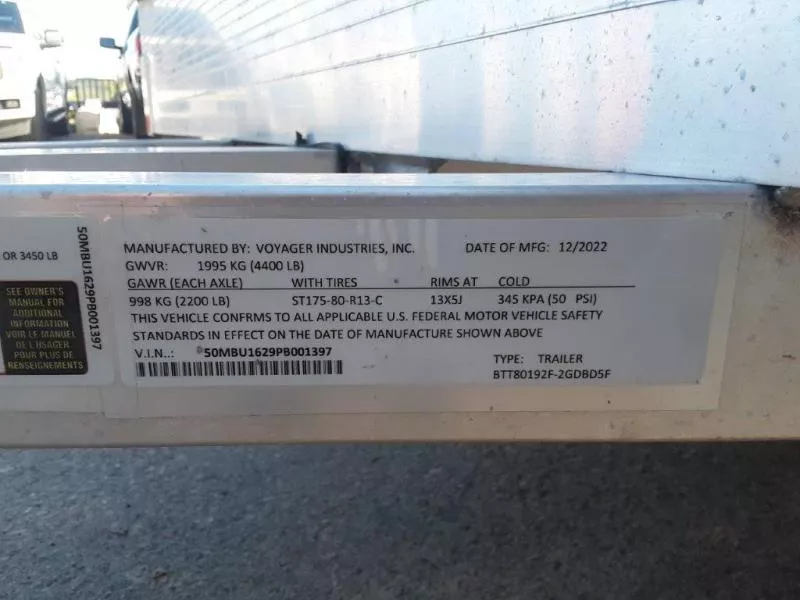 OR 3450 LB
SEE OWNER'S
MANUAL FOR
ADDITIONAL
INFORMATION
VOIR LE MANUEL
DE L'USAGER
POUR PLUS DE
RENSEIGNEMENTS
50MBU1629PB001397
MANUFACTURED BY: VOYAGER INDUSTRIES, INC. DATE OF MFG: 12/2022
GWVR: 1995 KG (4400 LB)
GAWR (EACH AXLE) WITH TIRES RIMS AT COLD
998 KG (2200 LB) ST175-80-R13-C 13X5J 345 KPA (50 PSI)
THIS VEHICLE CONFIRMS TO ALL APPLICABLE U.S. FEDERAL MOTOR VEHICLE SAFETY
STANDARDS IN EFFECT ON THE DATE OF MANUFACTURE SHOWN ABOVE
V.I.N..: 50MBU1629PB001397
TYPE: TRAILER
BTT80192F-2GDBD5F